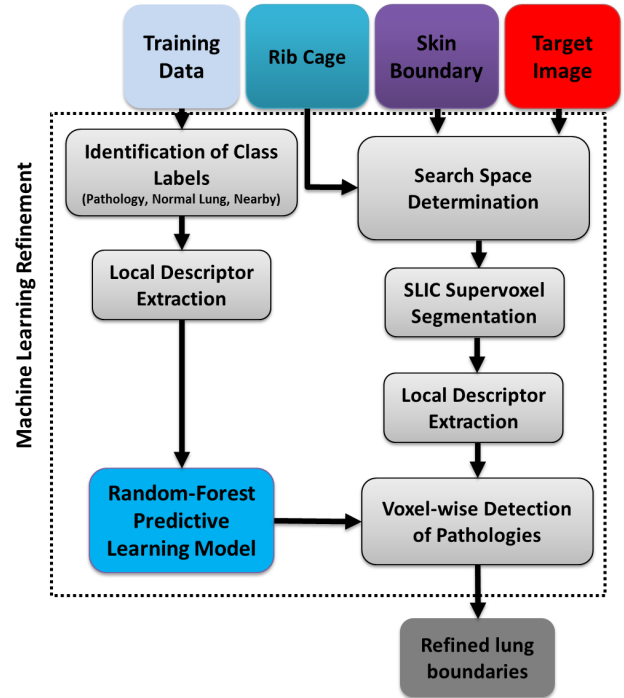 Training
Data
Rib Cage
Skin
Boundary
Target
Image
Machine Learning Refinement
Identification of Class
Labels
(Pathology, Normal Lung, Nearby)
Search Space
Determination
Local Descriptor
Extraction
SLIC Supervoxel
Segmentation
Local Descriptor
Extraction
Random-Forest
Predictive
Learning Model
Voxel-wise Detection
of Pathologies
Refined lung
boundaries